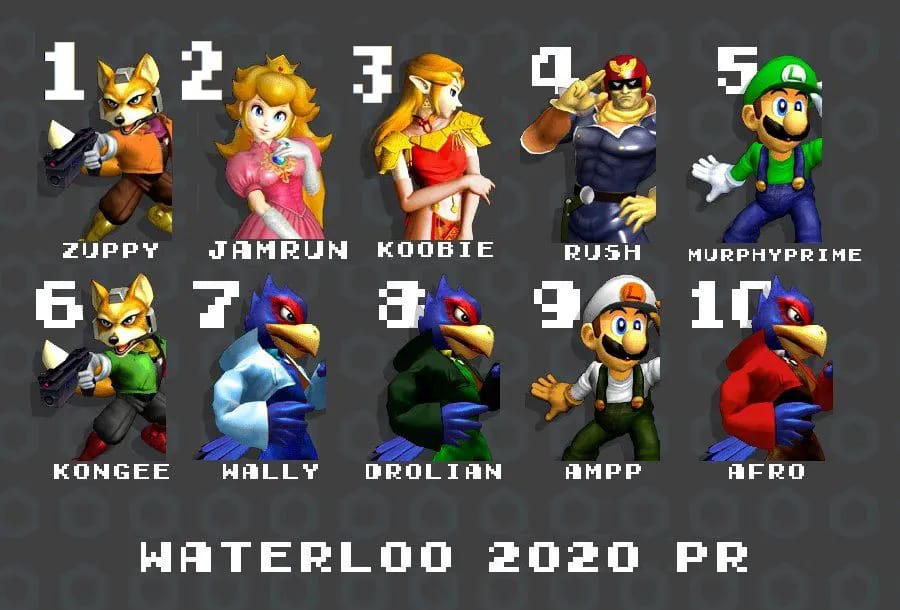 1 2 3 4 5
ZUPPY JAMRUN KOOBIE RUSH MURPHYPRIME
6 7 8 9 10
L
L
KONGEE WALLY DROLIAN AMPP AFRO
WATERLOO 2020 PR